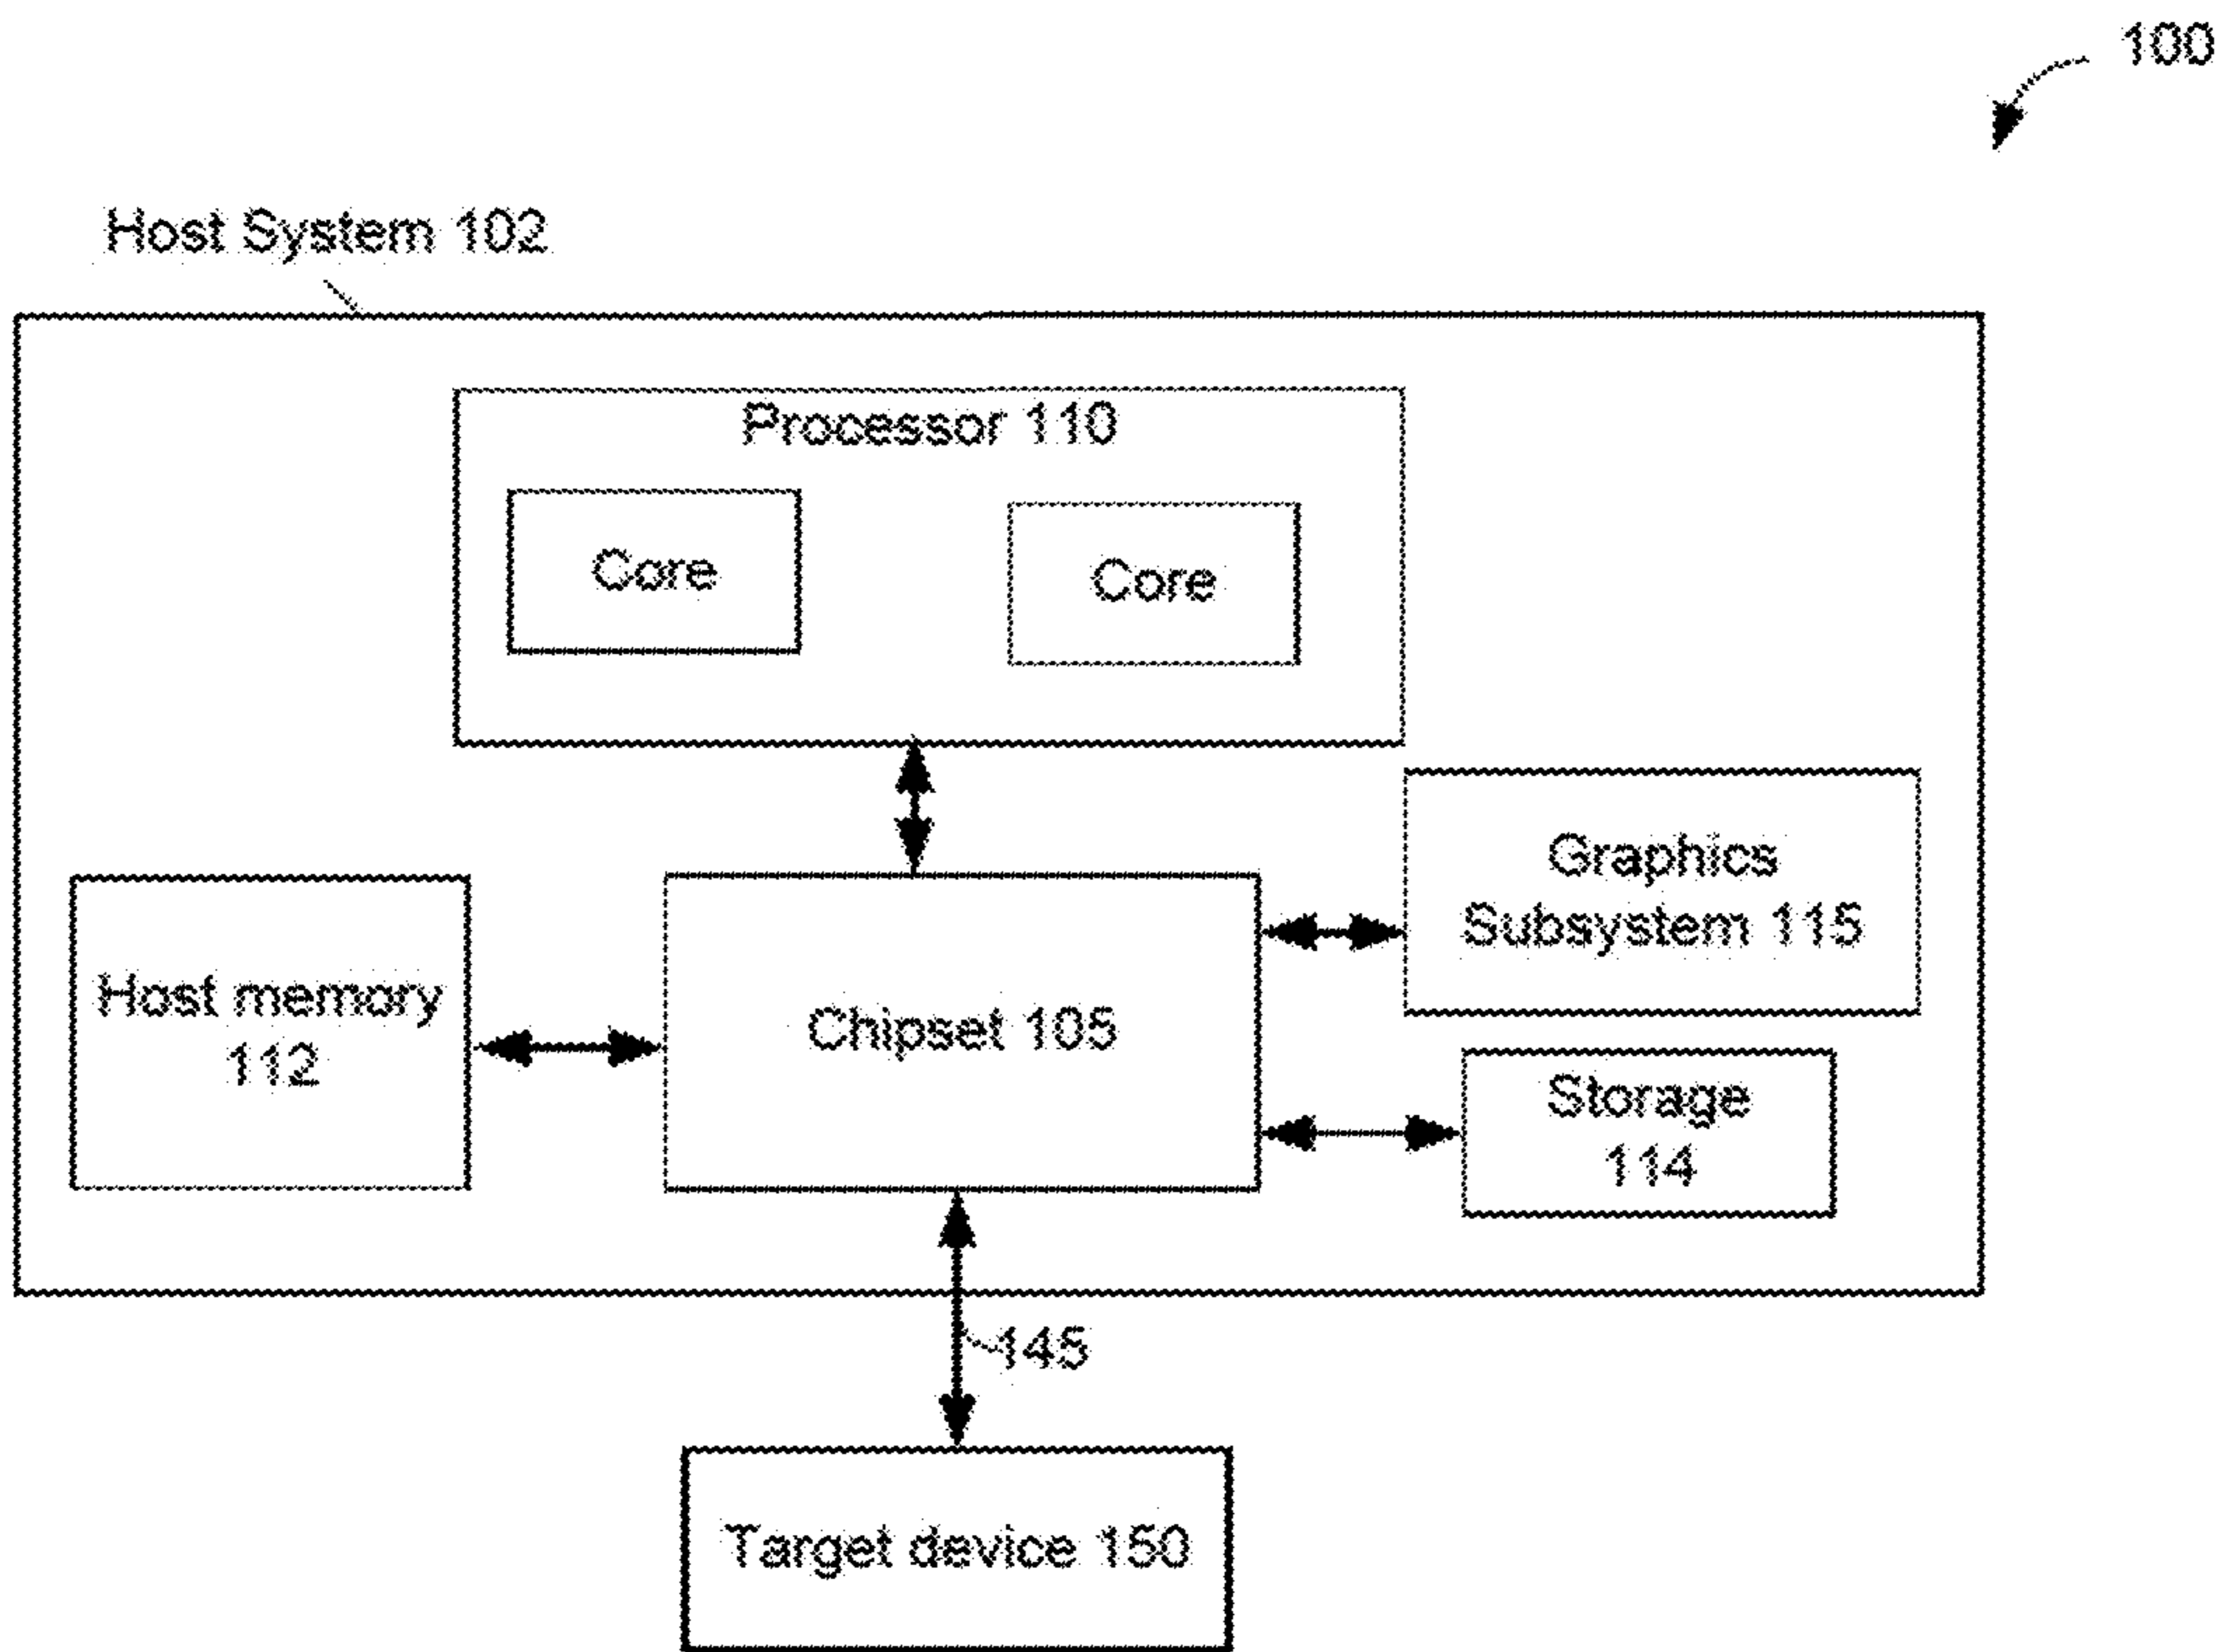 100
Host System 102
Processor 110
Core
Core
Graphics
Subsystem 115
Host memory
112
Chipset 105
Storage
114
145
Target device 150